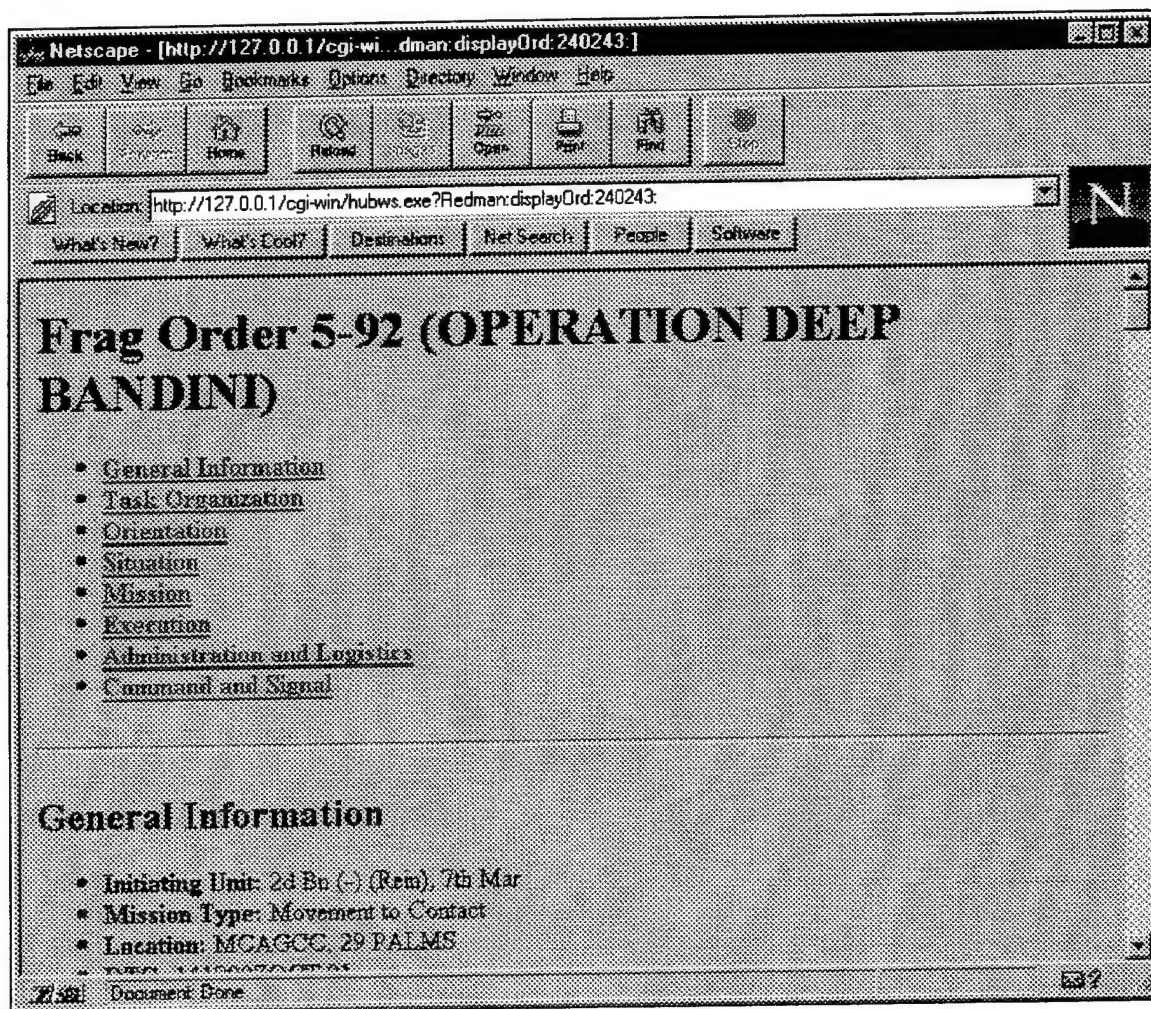 Netscape - [http://127.0.0.1/cgi-wi...dman:displayOrd:240243:]
File Edit View Go Bookmarks Options Directory Window Help
Back Home Reload Open Print Find Stop
Location: http://127.0.0.1/cgi-win/hubws.exe?Redman:displayOrd:240243:
N
What's New? What's Cool? Destinations Net Search People Software
Frag Order 5-92 (OPERATION DEEP
BANDINI)
• General Information
• Task Organization
• Orientation
• Situation
• Mission
• Execution
• Administration and Logistics
• Command and Signal
General Information
• Initiating Unit: 2d Bn (-) (Rem), 7th Mar
• Mission Type: Movement to Contact
• Location: MCAGCC, 29 PALMS
Document: Done